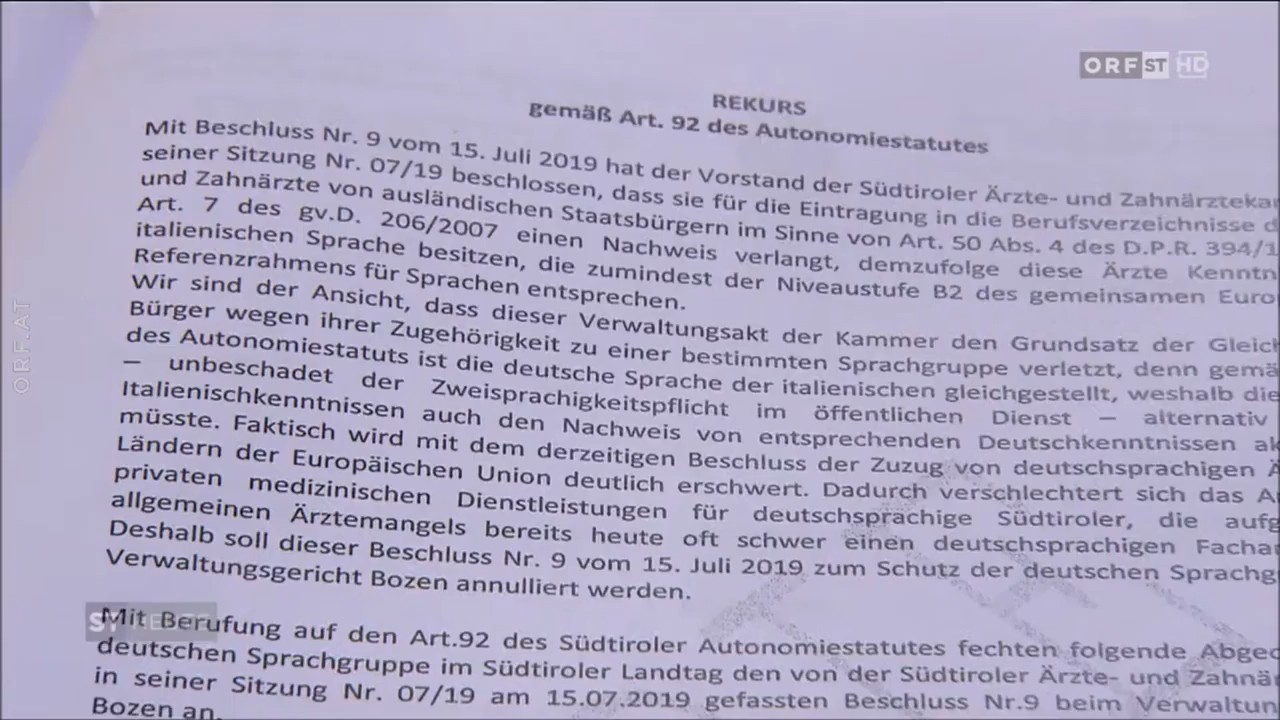 ORF ST HD
REKURS
gemäß Art. 92 des Autonomiestatutes
Mit Beschluss Nr. 9 vom 15. Juli 2019 hat der Vorstand der Südtiroler Ärzte- und Zahnärzteka
seiner Sitzung Nr. 07/19 beschlossen, dass sie für die Eintragung in die Berufsverzeichnisse d
und Zahnärzte von ausländischen Staatsbürgern im Sinne von Art. 50 Abs. 4 des D.P.R. 394/1
Art. 7 des gv.D. 206/2007 einen Nachweis verlangt, demzufolge diese Ärzte Kenntn
italienischen Sprache besitzen, die zumindest der Niveaustufe B2 des gemeinsamen Euro
Referenzrahmens für Sprachen entsprechen.
Wir sind der Ansicht, dass dieser Verwaltungsakt der Kammer den Grundsatz der Gleich
Bürger wegen ihrer Zugehörigkeit zu einer bestimmten Sprachgruppe verletzt, denn gemä
des Autonomiestatuts ist die deutsche Sprache der italienischen gleichgestellt, weshalb die
– unbeschadet der Zweisprachigkeitspflicht im öffentlichen Dienst – alternativ
Italienischkenntnissen auch den Nachweis von entsprechenden Deutschkenntnissen ak
müsste. Faktisch wird mit dem derzeitigen Beschluss der Zuzug von deutschsprachigen Ä
Ländern der Europäischen Union deutlich erschwert. Dadurch verschlechtert sich das A
privaten medizinischen Dienstleistungen für deutschsprachige Südtiroler, die aufg
allgemeinen Ärztemangels bereits heute oft schwer einen deutschsprachigen Facha
Deshalb soll dieser Beschluss Nr. 9 vom 15. Juli 2019 zum Schutz der deutschen Sprachg
Verwaltungsgericht Bozen annulliert werden.
Mit Berufung auf den Art.92 des Südtiroler Autonomiestatutes fechten folgende Abgeo
deutschen Sprachgruppe im Südtiroler Landtag den von der Südtiroler Ärzte- und Zahnär
in seiner Sitzung Nr. 07/19 am 15.07.2019 gefassten Beschluss Nr.9 beim Verwaltun
Bozen an.
ORF.AT